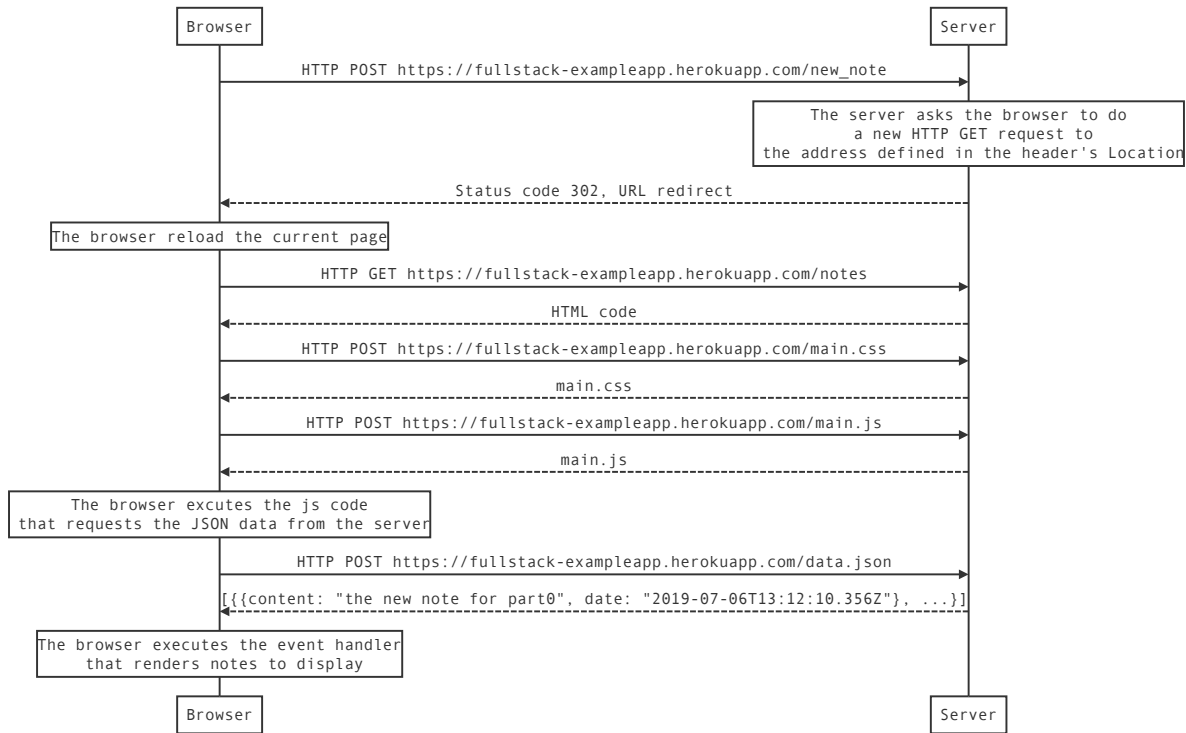 Browser
Server
HTTP POST https://fullstack-exampleapp.herokuapp.com/new_note
The server asks the browser to do
a new HTTP GET request to
the address defined in the header's Location
Status code 302, URL redirect
The browser reload the current page
HTTP GET https://fullstack-exampleapp.herokuapp.com/notes
HTML code
HTTP POST https://fullstack-exampleapp.herokuapp.com/main.css
main.css
HTTP POST https://fullstack-exampleapp.herokuapp.com/main.js
main.js
The browser excutes the js code
that requests the JSON data from the server
HTTP POST https://fullstack-exampleapp.herokuapp.com/data.json
[{{content: "the new note for part0", date: "2019-07-06T13:12:10.356Z"}, ...}]
The browser executes the event handler
that renders notes to display
Browser
Server